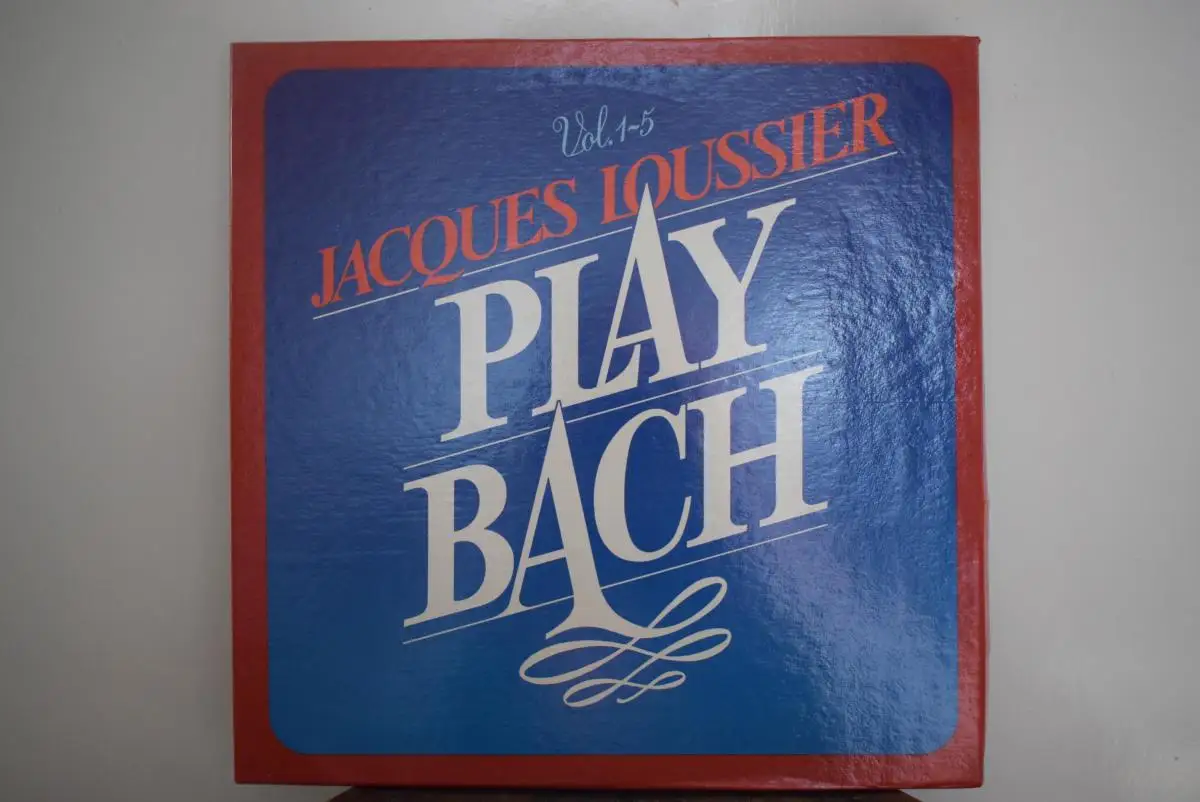 Vol. 1-5
JACQUES LOUSSIER
PLAY
BACH